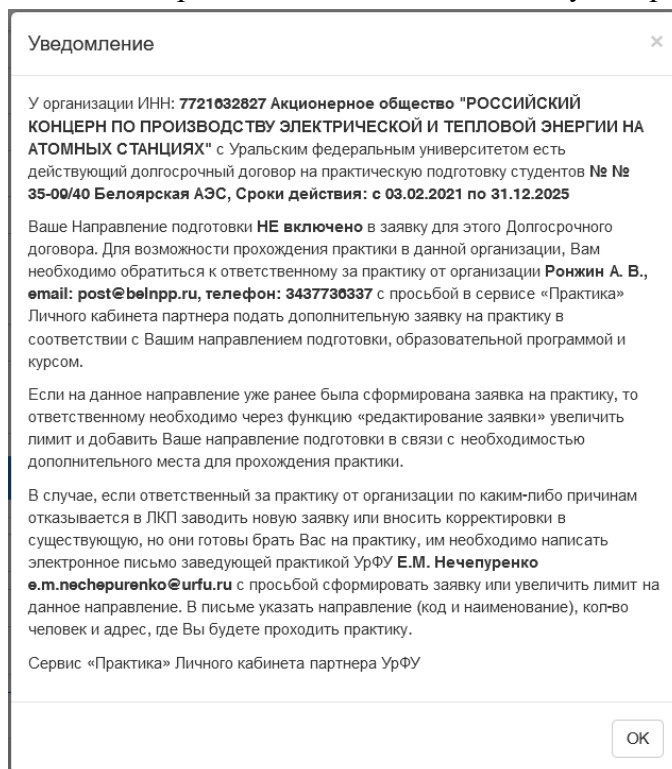 Уведомление
×
У организации ИНН: 7721632827 Акционерное общество "РОССИЙСКИЙ
КОНЦЕРН ПО ПРОИЗВОДСТВУ ЭЛЕКТРИЧЕСКОЙ И ТЕПЛОВОЙ ЭНЕРГИИ НА
АТОМНЫХ СТАНЦИЯХ" с Уральским федеральным университетом есть
действующий долгосрочный договор на практическую подготовку студентов № №
35-09/40 Белоярская АЭС, Сроки действия: с 03.02.2021 по 31.12.2025
Ваше Направление подготовки НЕ включено в заявку для этого Долгосрочного
договора. Для возможности прохождения практики в данной организации, Вам
необходимо обратиться к ответственному за практику от организации Ронжин А. В.,
email: post@belnpp.ru, телефон: 3437736337 с просьбой в сервисе «Практика»
Личного кабинета партнера подать дополнительную заявку на практику в
соответствии с Вашим направлением подготовки, образовательной программой и
курсом.
Если на данное направление уже ранее была сформирована заявка на практику, то
ответственному необходимо через функцию «редактирование заявки» увеличить
лимит и добавить Ваше направление подготовки в связи с необходимостью
дополнительного места для прохождения практики.
В случае, если ответственный за практику от организации по каким-либо причинам
отказывается в ЛКП заводить новую заявку или вносить корректировки в
существующую, но они готовы брать Вас на практику, им необходимо написать
электронное письмо заведующей практикой УрФУ Е.М. Нечепуренко
e.m.nechepurenko@urfu.ru с просьбой сформировать заявку или увеличить лимит на
данное направление. В письме указать направление (код и наименование), кол-во
человек и адрес, где Вы будете проходить практику.
Сервис «Практика» Личного кабинета партнера УрФУ
OK